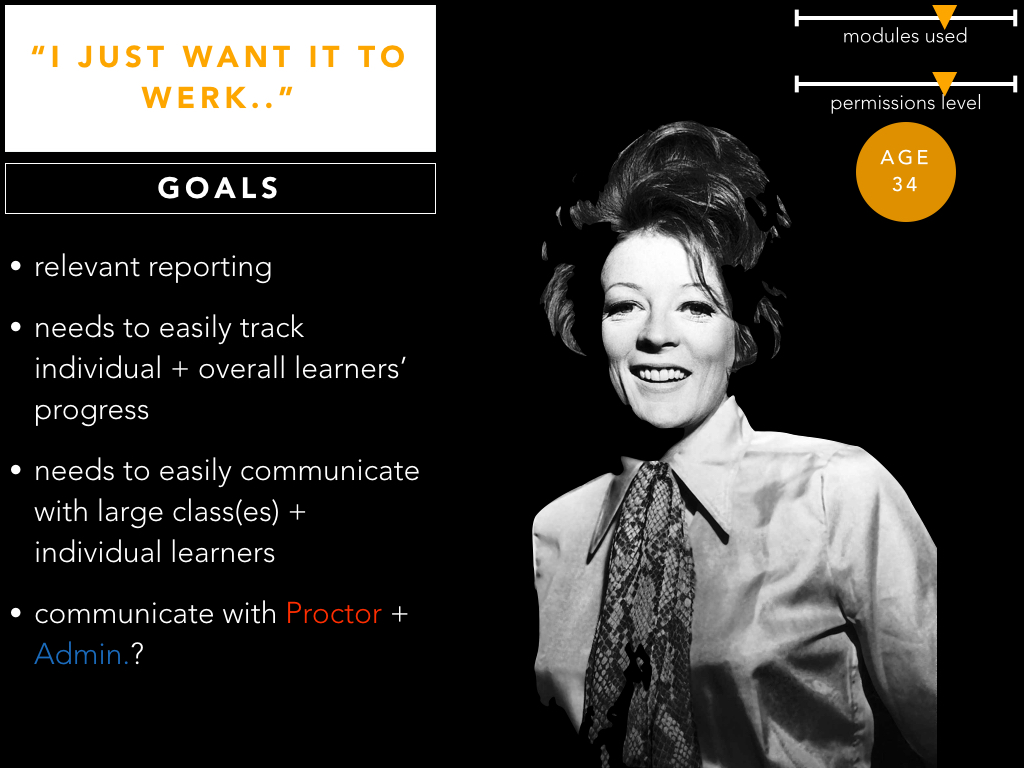 “I JUST WANT IT TO
WERK..”
GOALS
• relevant reporting
• needs to easily track
individual + overall learners’
progress
• needs to easily communicate
with large class(es) +
individual learners
• communicate with Proctor +
Admin.?
modules used
permissions level
AGE
34